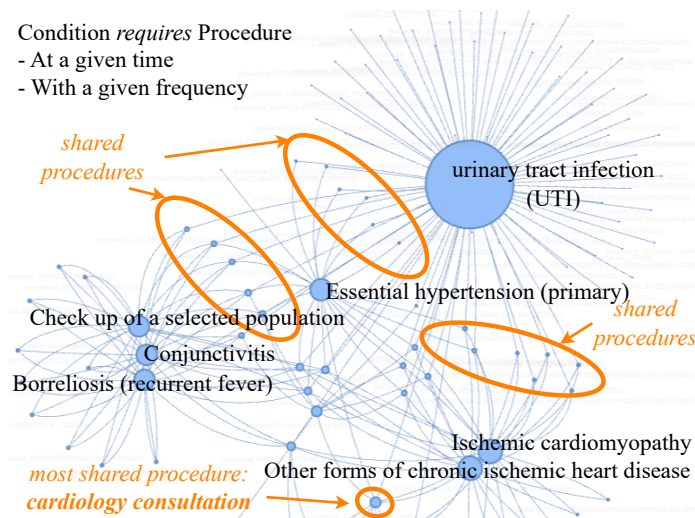 Condition requires Procedure
- At a given time
- With a given frequency
shared
procedures
urinary tract infection
(UTI)
Essential hypertension (primary)
Check up of a selected population
shared
procedures
Conjunctivitis
Borreliosis (recurrent fever)
Ischemic cardiomyopathy
Other forms of chronic ischemic heart disease
most shared procedure:
cardiology consultation